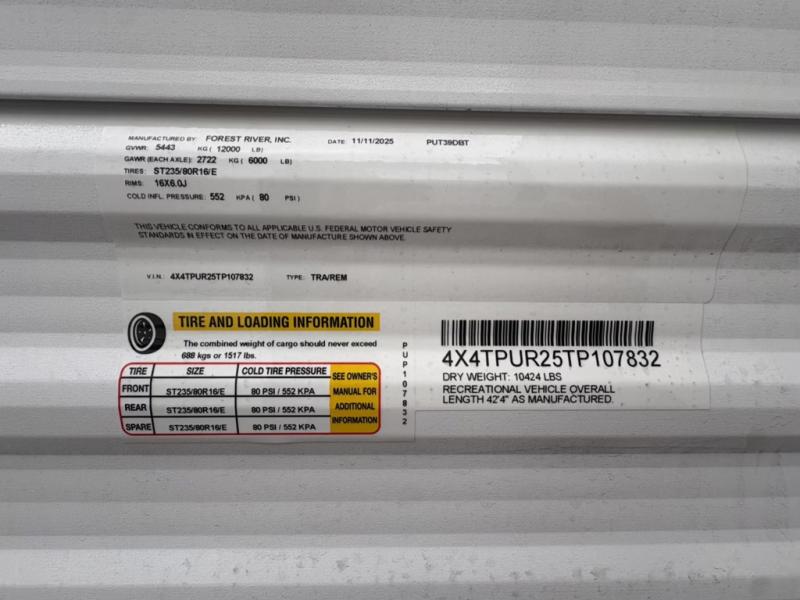 MANUFACTURED BY: FOREST RIVER, INC. DATE: 11/11/2025 PUT39DBT
GVWR: 5443 KG ( 12000 LB)
GAWR (EACH AXLE): 2722 KG ( 6000 LB)
TIRES: ST235/80R16/E
RIMS: 16X6.0J
COLD INFL. PRESSURE: 552 KPA ( 80 PSI )
THIS VEHICLE CONFORMS TO ALL APPLICABLE U.S. FEDERAL MOTOR VEHICLE SAFETY
STANDARDS IN EFFECT ON THE DATE OF MANUFACTURE SHOWN ABOVE.
V.I.N.: 4X4TPUR25TP107832 TYPE: TRA/REM
TIRE AND LOADING INFORMATION
The combined weight of cargo should never exceed
688 kgs or 1517 lbs.
TIRE SIZE COLD TIRE PRESSURE SEE OWNER'S
FRONT ST235/80R16/E 80 PSI / 552 KPA MANUAL FOR
REAR ST235/80R16/E 80 PSI / 552 KPA ADDITIONAL
SPARE ST235/80R16/E 80 PSI / 552 KPA INFORMATION
PUP107832
4X4TPUR25TP107832
DRY WEIGHT: 10424 LBS
RECREATIONAL VEHICLE OVERALL
LENGTH 42'4" AS MANUFACTURED.